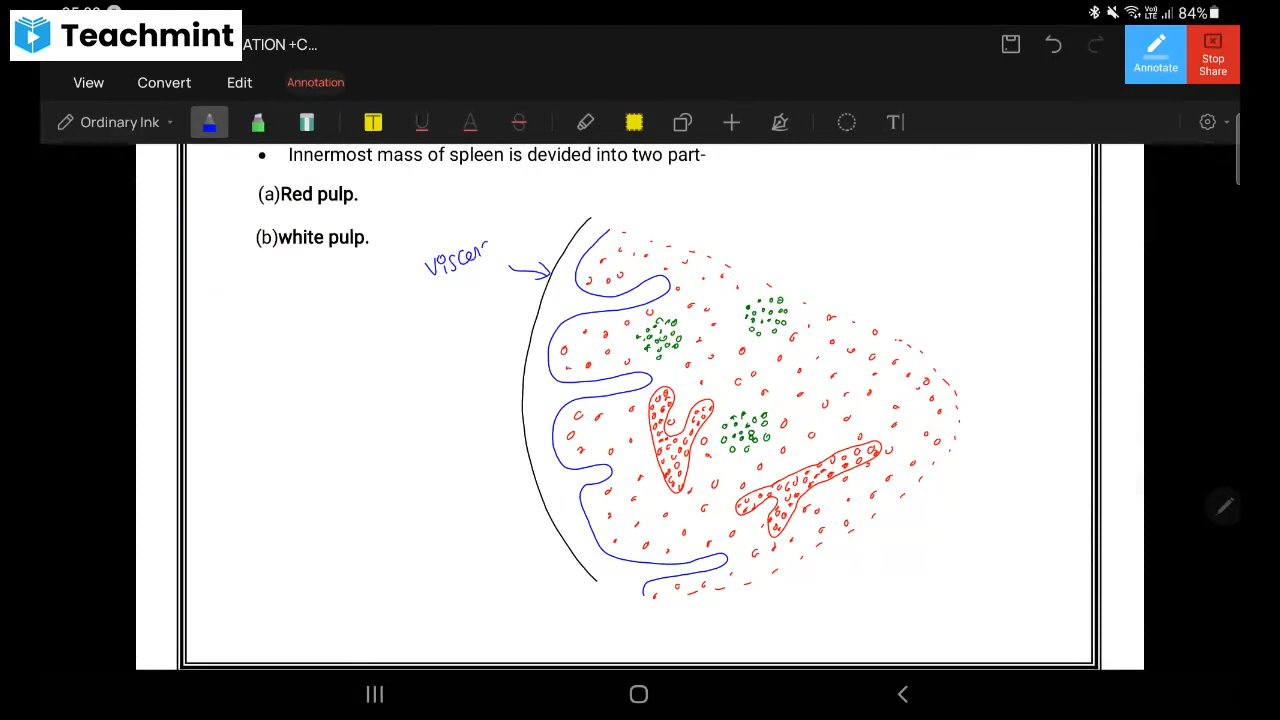 Teachmint
ATION +C...
84%
Annotate
Stop
Share
View Convert Edit Annotation
Ordinary Ink
• Innermost mass of spleen is devided into two part-
(a)Red pulp.
(b)white pulp.
viscer